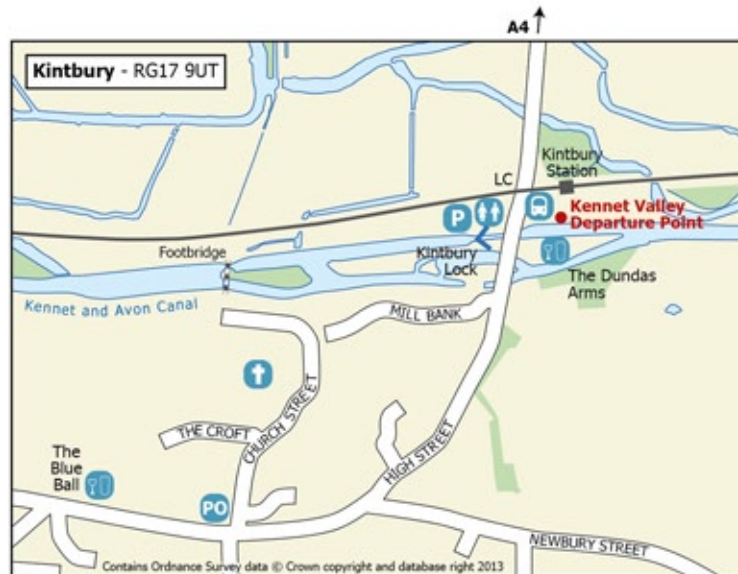 A4
Kintbury - RG17 9UT
Kintbury
Station
LC
P
Kennet Valley
Departure Point
Footbridge
Kintbury
Lock
The Dundas
Arms
Kennet and Avon Canal
MILL BANK
CHURCH STREET
THE CROFT
HIGH STREET
The
Blue
Ball
PO
NEWBURY STREET
Contains Ordnance Survey data © Crown copyright and database right 2013